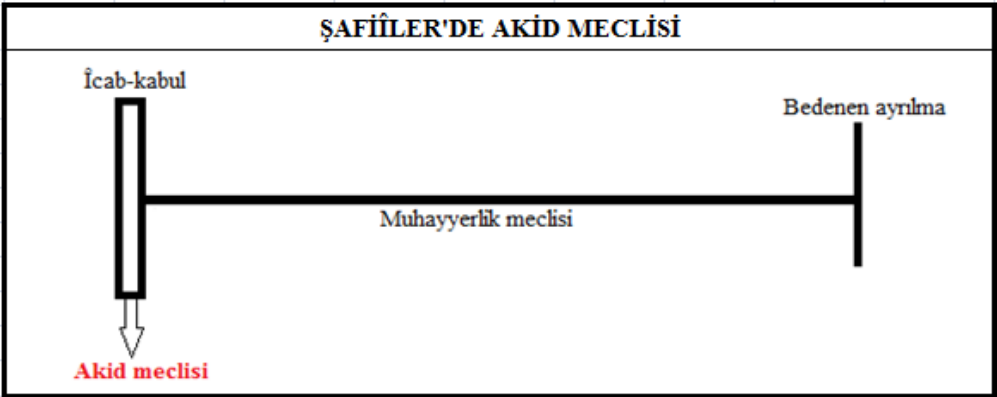 ŞAFİÎLER'DE AKİD MECLİSİ
Îcab-kabul
Bedenen ayrılma
Muhayyerlik meclisi
Akid meclisi